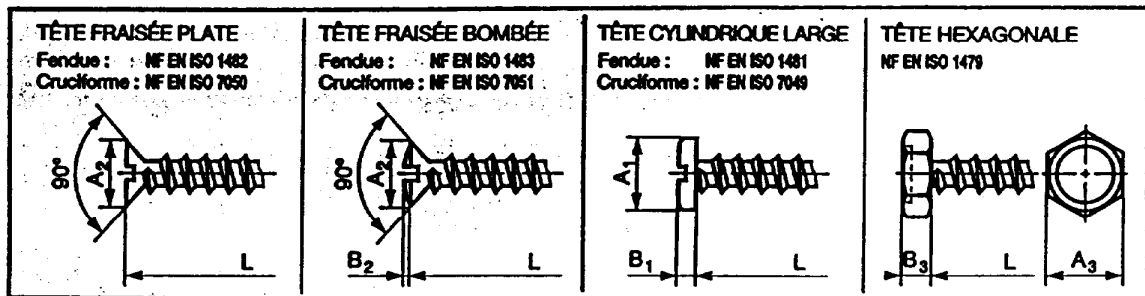 TÊTE FRAISÉE PLATE
Fendue : NF EN ISO 1482
Cruciforme : NF EN ISO 7050
90°
A2
L
TÊTE FRAISÉE BOMBÉE
Fendue : NF EN ISO 1483
Cruciforme : NF EN ISO 7051
90°
A2
B2
L
TÊTE CYLINDRIQUE LARGE
Fendue : NF EN ISO 1481
Cruciforme : NF EN ISO 7049
A1
B1
L
TÊTE HEXAGONALE
NF EN ISO 1479
B3
L
A3